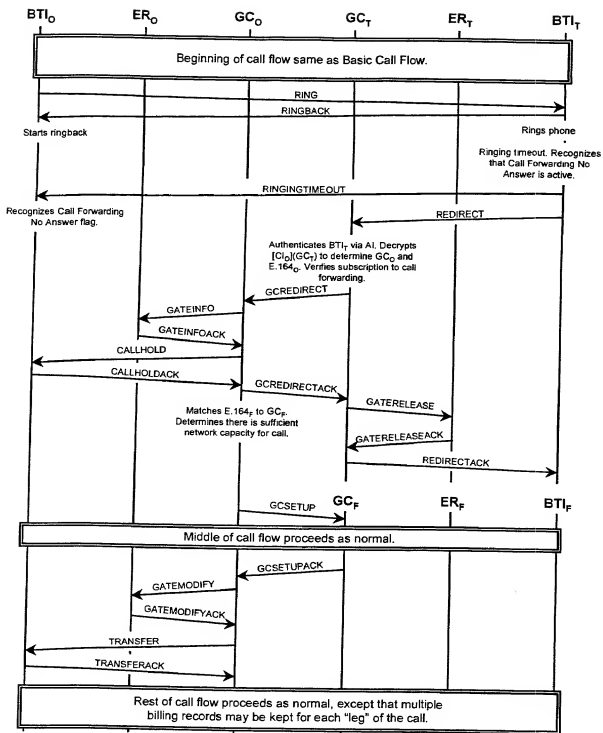 BTIO ERO GCO GCT ERT BTIT
Beginning of call flow same as Basic Call Flow.
RING
RINGBACK
Starts ringback
Rings phone
Ringing timeout. Recognizes
that Call Forwarding No
Answer is active.
RINGINGTIMEOUT
Recognizes Call Forwarding
No Answer flag.
REDIRECT
Authenticates BTIT via AI. Decrypts
[CIO](GCT) to determine GCO and
E.164O. Verfies subscription to call
forwarding.
GCREDIRECT
GATEINFO
GATEINFOACK
CALLHOLD
CALLHOLDACK
GCREDIRECTACK
GATERELEASE
Matches E.164F to GCF.
Determines there is sufficient
network capacity for call.
GATERELEASEACK
REDIRECTACK
GCSETUP
GCF ERF BTIF
Middle of call flow proceeds as normal.
GCSETUPACK
GATEMODIFY
GATEMODIFYACK
TRANSFER
TRANSFERACK
Rest of call flow proceeds as normal, except that multiple
billing records may be kept for each "leg" of the call.